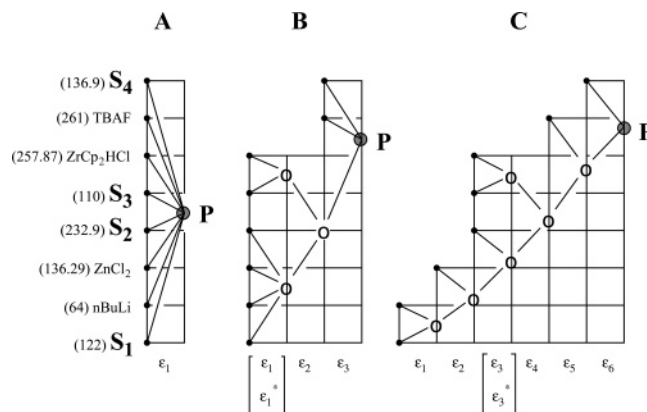 A B C
(136.9) S₄
(261) TBAF
P
P
(257.87) ZrCp₂HCl
O O O
(110) S₃
P
(232.9) S₂
O O
(136.29) ZnCl₂
O
O O
(64) nBuLi
O
(122) S₁
ε₁ ε₁ ε₂ ε₃ ε₁ ε₂ ε₃ ε₄ ε₅ ε₆
ε₁* ε₃*